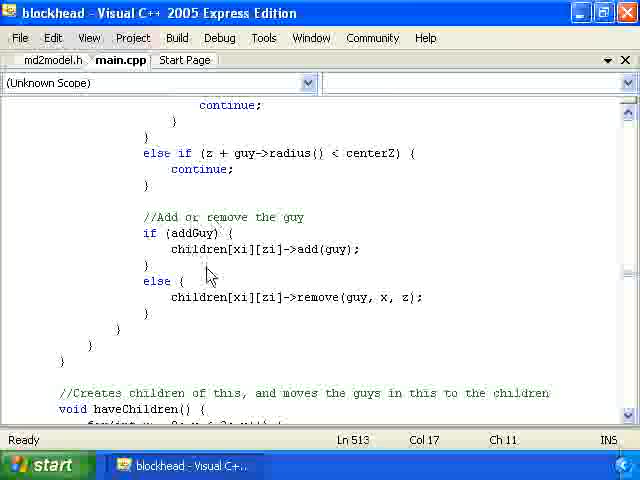 blockhead - Visual C++ 2005 Express Edition
File Edit View Project Build Debug Tools Window Community Help
md2model.h main.cpp Start Page
(Unknown Scope)
continue;
}
}
else if (z + guy->radius() < centerZ) {
continue;
}
//Add or remove the guy
if (addGuy) {
children[xi][zi]->add(guy);
}
else {
children[xi][zi]->remove(guy, x, z);
}
}
}
}
//Creates children of this, and moves the guys in this to the children
void haveChildren() {
Ready Ln 513 Col 17 Ch 11 INS
start blockhead - Visual C+...